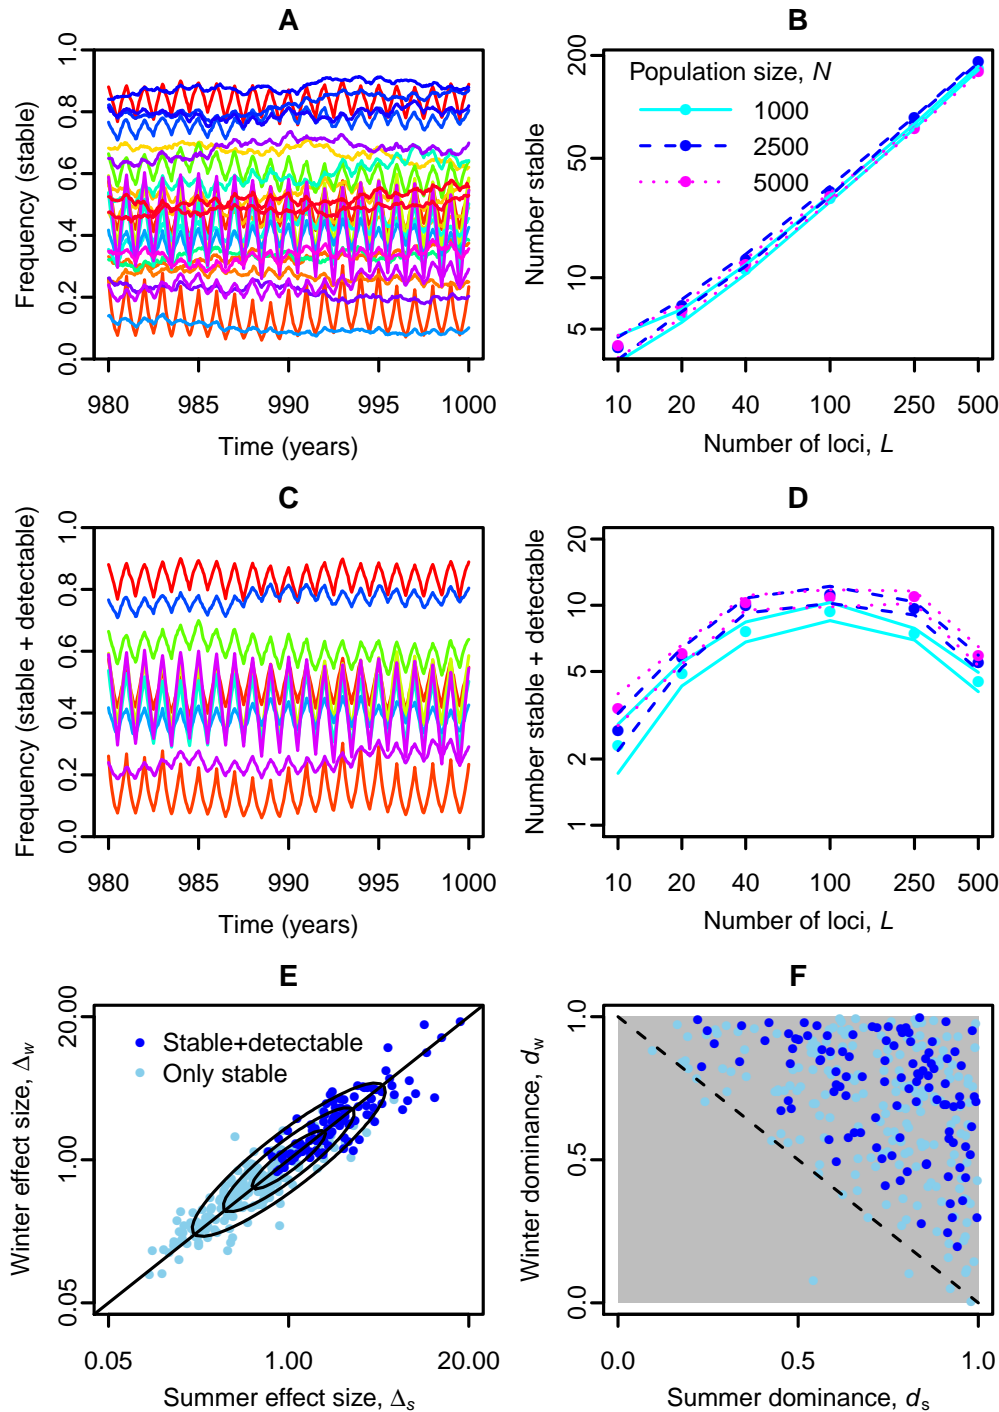 A
Frequency (stable)
0.0 0.2 0.4 0.6 0.8 1.0
980 985 990 995 1000
Time (years)
B
Number stable
5 10 50 200
Population size, N
1000
2500
5000
10 20 40 100 250 500
Number of loci, L
C
Frequency (stable + detectable)
0.0 0.2 0.4 0.6 0.8 1.0
980 985 990 995 1000
Time (years)
D
Number stable + detectable
1 2 5 10 20
10 20 40 100 250 500
Number of loci, L
E
Winter effect size, Δw
0.05 1.00 20.00
Stable+detectable
Only stable
0.05 1.00 20.00
Summer effect size, Δs
F
Winter dominance, dw
0.0 0.5 1.0
0.0 0.5 1.0
Summer dominance, ds